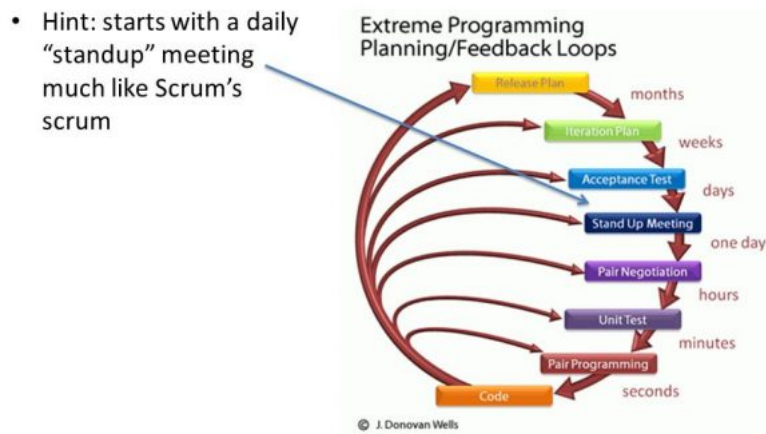 • Hint: starts with a daily
“standup” meeting
much like Scrum’s
scrum
Extreme Programming
Planning/Feedback Loops
Release Plan
months
Iteration Plan
weeks
Acceptance Test
days
Stand Up Meeting
one day
Pair Negotiation
hours
Unit Test
minutes
Pair Programming
seconds
Code
© J. Donovan Wells